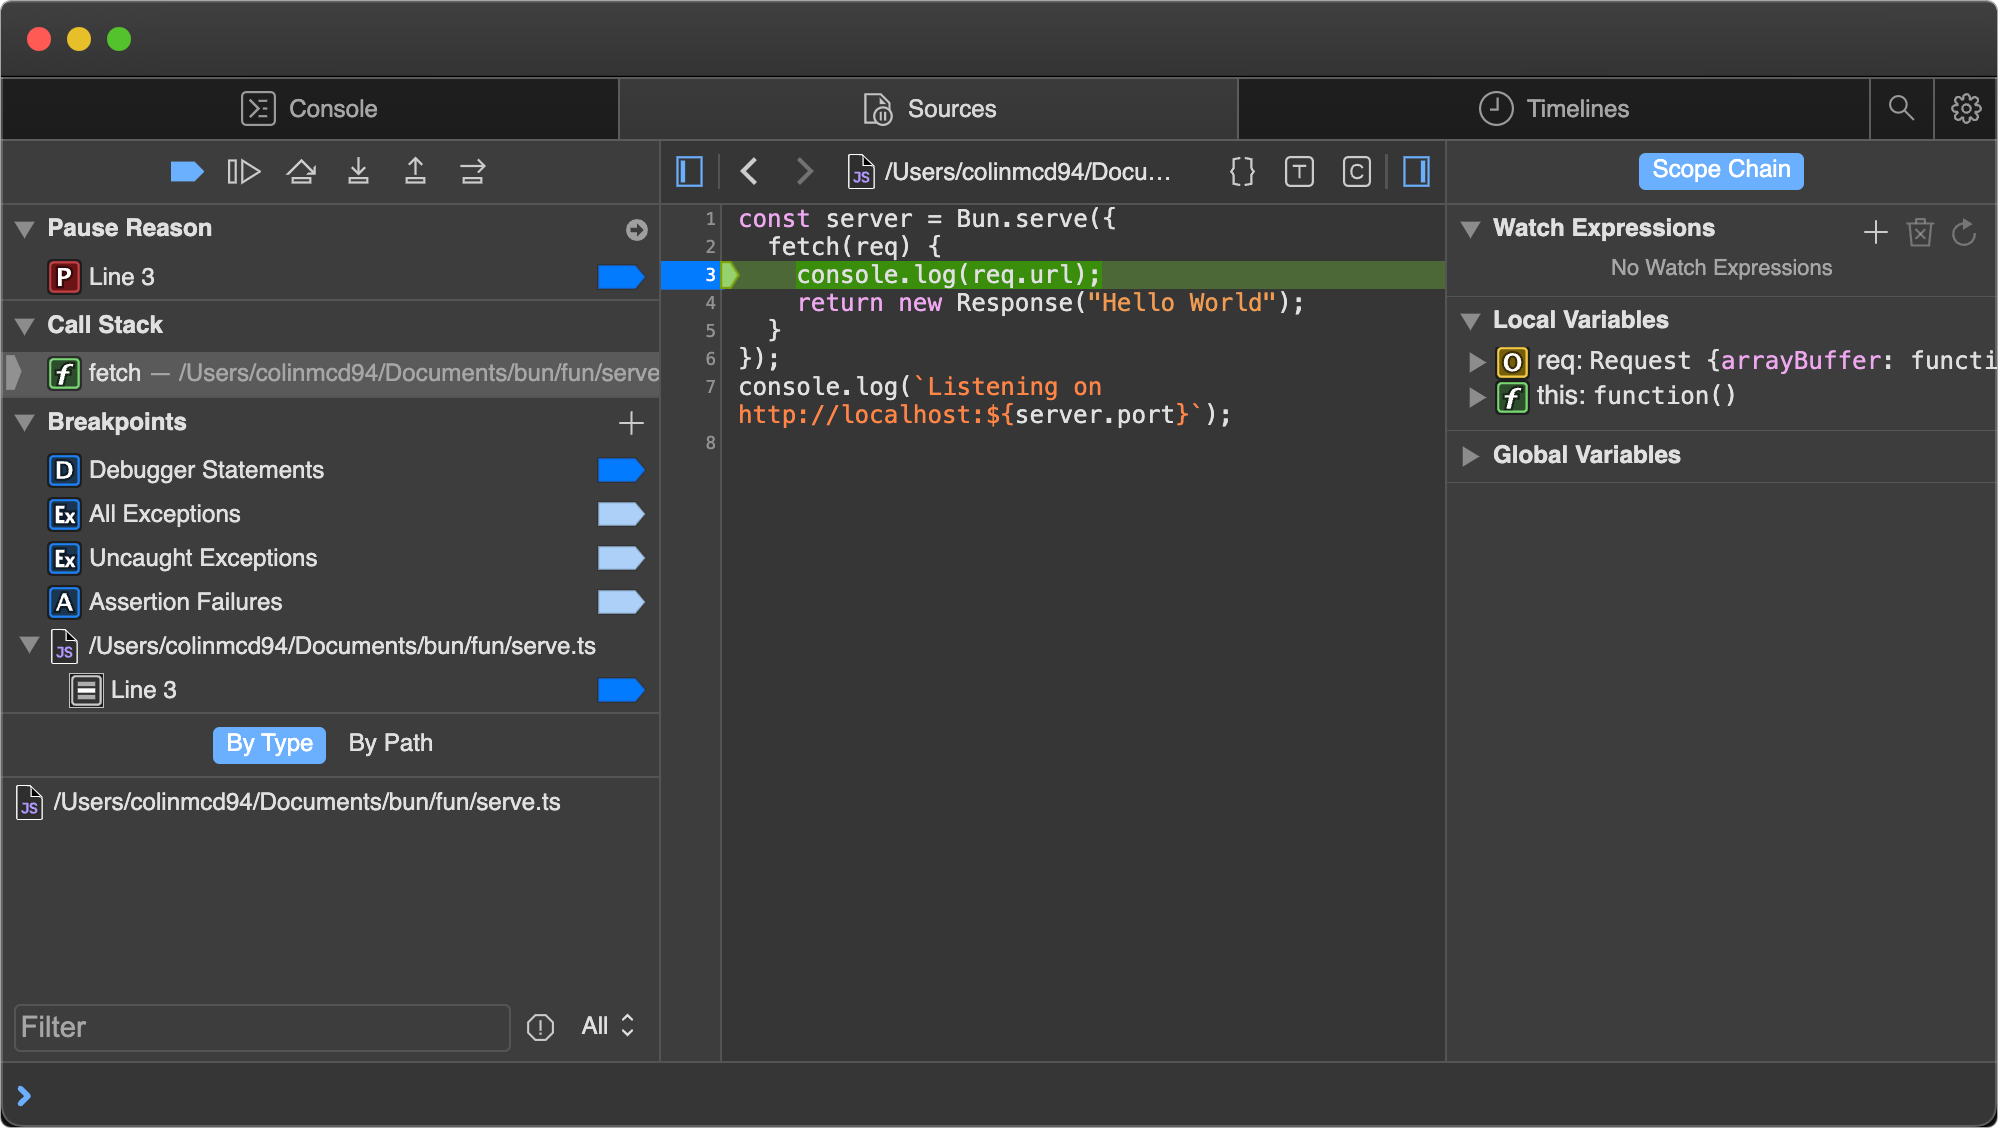 Console
Sources
Timelines
/Users/colinmcd94/Docu...
{}
T
C
Scope Chain
Pause Reason
P Line 3
Call Stack
f fetch — /Users/colinmcd94/Documents/bun/fun/serve
Breakpoints
D Debugger Statements
Ex All Exceptions
Ex Uncaught Exceptions
A Assertion Failures
JS /Users/colinmcd94/Documents/bun/fun/serve.ts
Line 3
By Type By Path
JS /Users/colinmcd94/Documents/bun/fun/serve.ts
Filter
All
1 const server = Bun.serve({
2 fetch(req) {
3 console.log(req.url);
4 return new Response("Hello World");
5 }
6 });
7 console.log(`Listening on
http://localhost:${server.port}`);
8
Watch Expressions
No Watch Expressions
Local Variables
O req: Request {arrayBuffer: functi
f this: function()
Global Variables